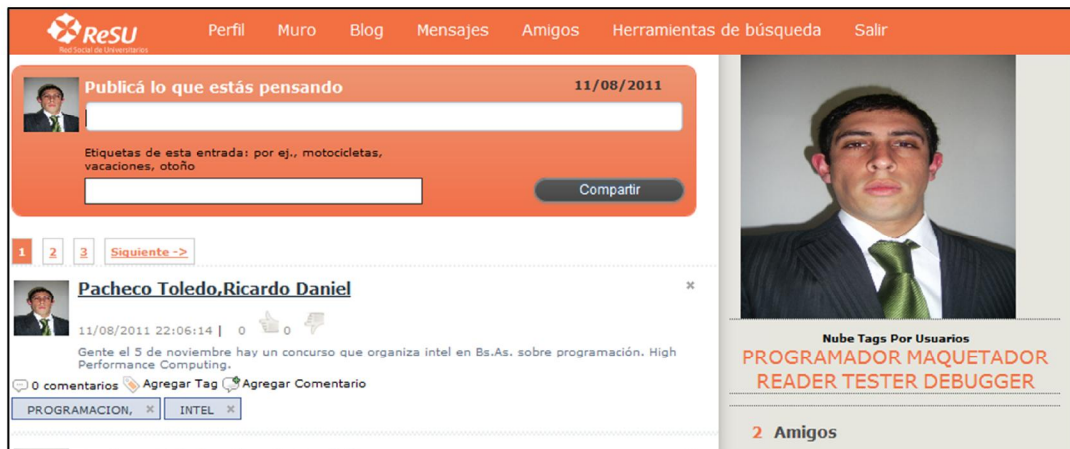 ReSU
Red Social de Universitarios
Perfil Muro Blog Mensajes Amigos Herramientas de búsqueda Salir
Publicá lo que estás pensando
11/08/2011
Etiquetas de esta entrada: por ej., motocicletas,
vacaciones, otoño
Compartir
1 2 3 Siguiente ->
Pacheco Toledo,Ricardo Daniel
11/08/2011 22:06:14 | 0 0
Gente el 5 de noviembre hay un concurso que organiza intel en Bs.As. sobre programación. High
Performance Computing.
0 comentarios Agregar Tag Agregar Comentario
PROGRAMACION, × INTEL ×
Nube Tags Por Usuarios
PROGRAMADOR MAQUETADOR
READER TESTER DEBUGGER
2 Amigos